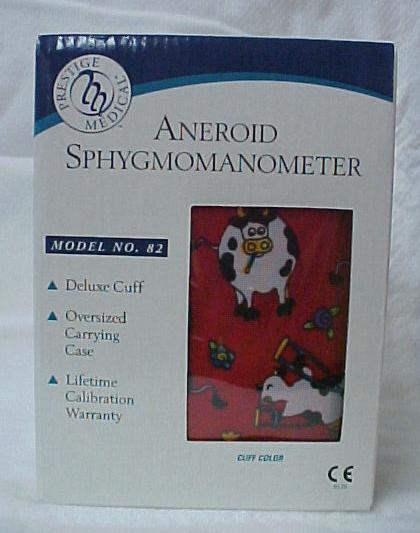 PRESTIGE MEDICAL
ANEROID
SPHYGMOMANOMETER
MODEL NO. 82
Deluxe Cuff
Oversized
Carrying
Case
Lifetime
Calibration
Warranty
CUFF COLOR
CE